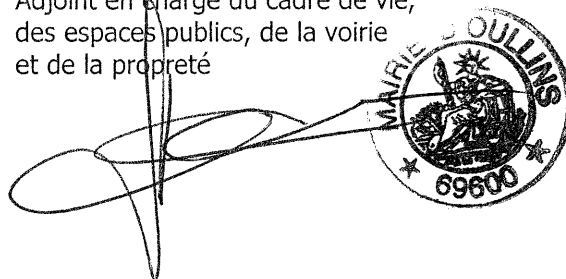 Adjoint en charge du cadre de vie,
des espaces publics, de la voirie
et de la propreté
MAIRIE D'OULLINS
69600